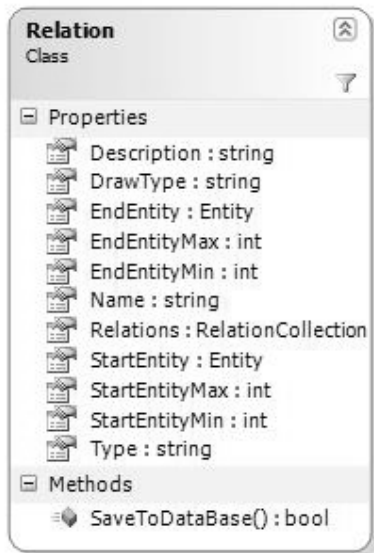 Relation
Class
Properties
Description : string
DrawType : string
EndEntity : Entity
EndEntityMax : int
EndEntityMin : int
Name : string
Relations : RelationCollection
StartEntity : Entity
StartEntityMax : int
StartEntityMin : int
Type : string
Methods
SaveToDataBase() : bool